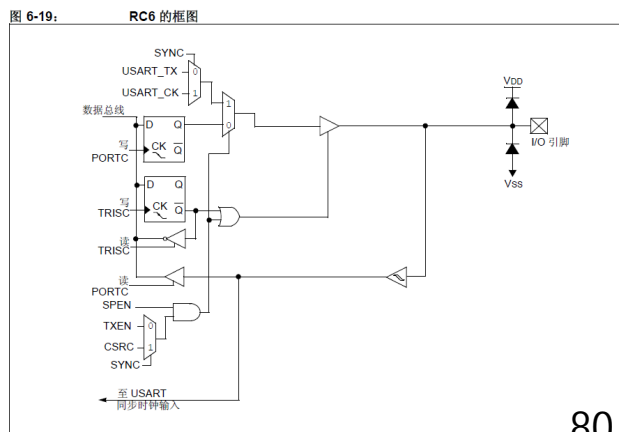 图 6-19： RC6 的框图
SYNC
USART_TX 0
USART_CK 1
VDD
数据总线
1
0
I/O 引脚
VSS
D Q
写
PORTC
CK Q
D Q
写
TRISC
CK Q
读
TRISC
读
PORTC
SPEN
TXEN 0
CSRC 1
SYNC
至 USART
同步时钟输入
80